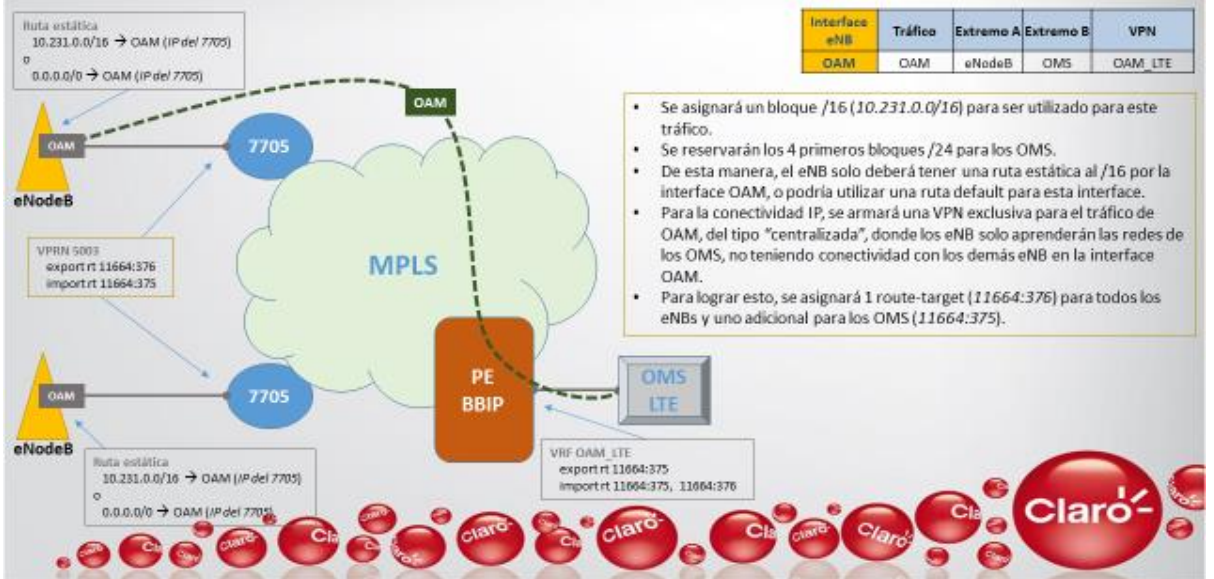 Ruta estática
10.231.0.0/16 → OAM (IP del 7705)
o
0.0.0.0/0 → OAM (IP del 7705)
Interface eNB
Tráfico
Extremo A
Extremo B
VPN
OAM
OAM
eNodeB
OMS
OAM_LTE
OAM
OAM
7705
eNodeB
• Se asignará un bloque /16 (10.231.0.0/16) para ser utilizado para este
tráfico.
• Se reservarán los 4 primeros bloques /24 para los OMS.
• De esta manera, el eNB solo deberá tener una ruta estática al /16 por la
interface OAM, o podría utilizar una ruta default para esta interface.
• Para la conectividad IP, se armará una VPN exclusiva para el tráfico de
OAM, del tipo “centralizada”, donde los eNB solo aprenderán las redes de
los OMS, no teniendo conectividad con los demás eNB en la interface
OAM.
• Para lograr esto, se asignará 1 route-target (11664:376) para todos los
eNBs y uno adicional para los OMS (11664:375).
VPRN 5003
export rt 11664:376
import rt 11664:375
MPLS
OAM
7705
eNodeB
PE
BBIP
OMS
LTE
Ruta estática
10.231.0.0/16 → OAM (IP del 7705)
o
0.0.0.0/0 → OAM (IP del 7705)
VRF OAM_LTE
export rt 11664:375
import rt 11664:375, 11664:376
Claro
Claro
Claro
Claro
Claro
Claro
Claro